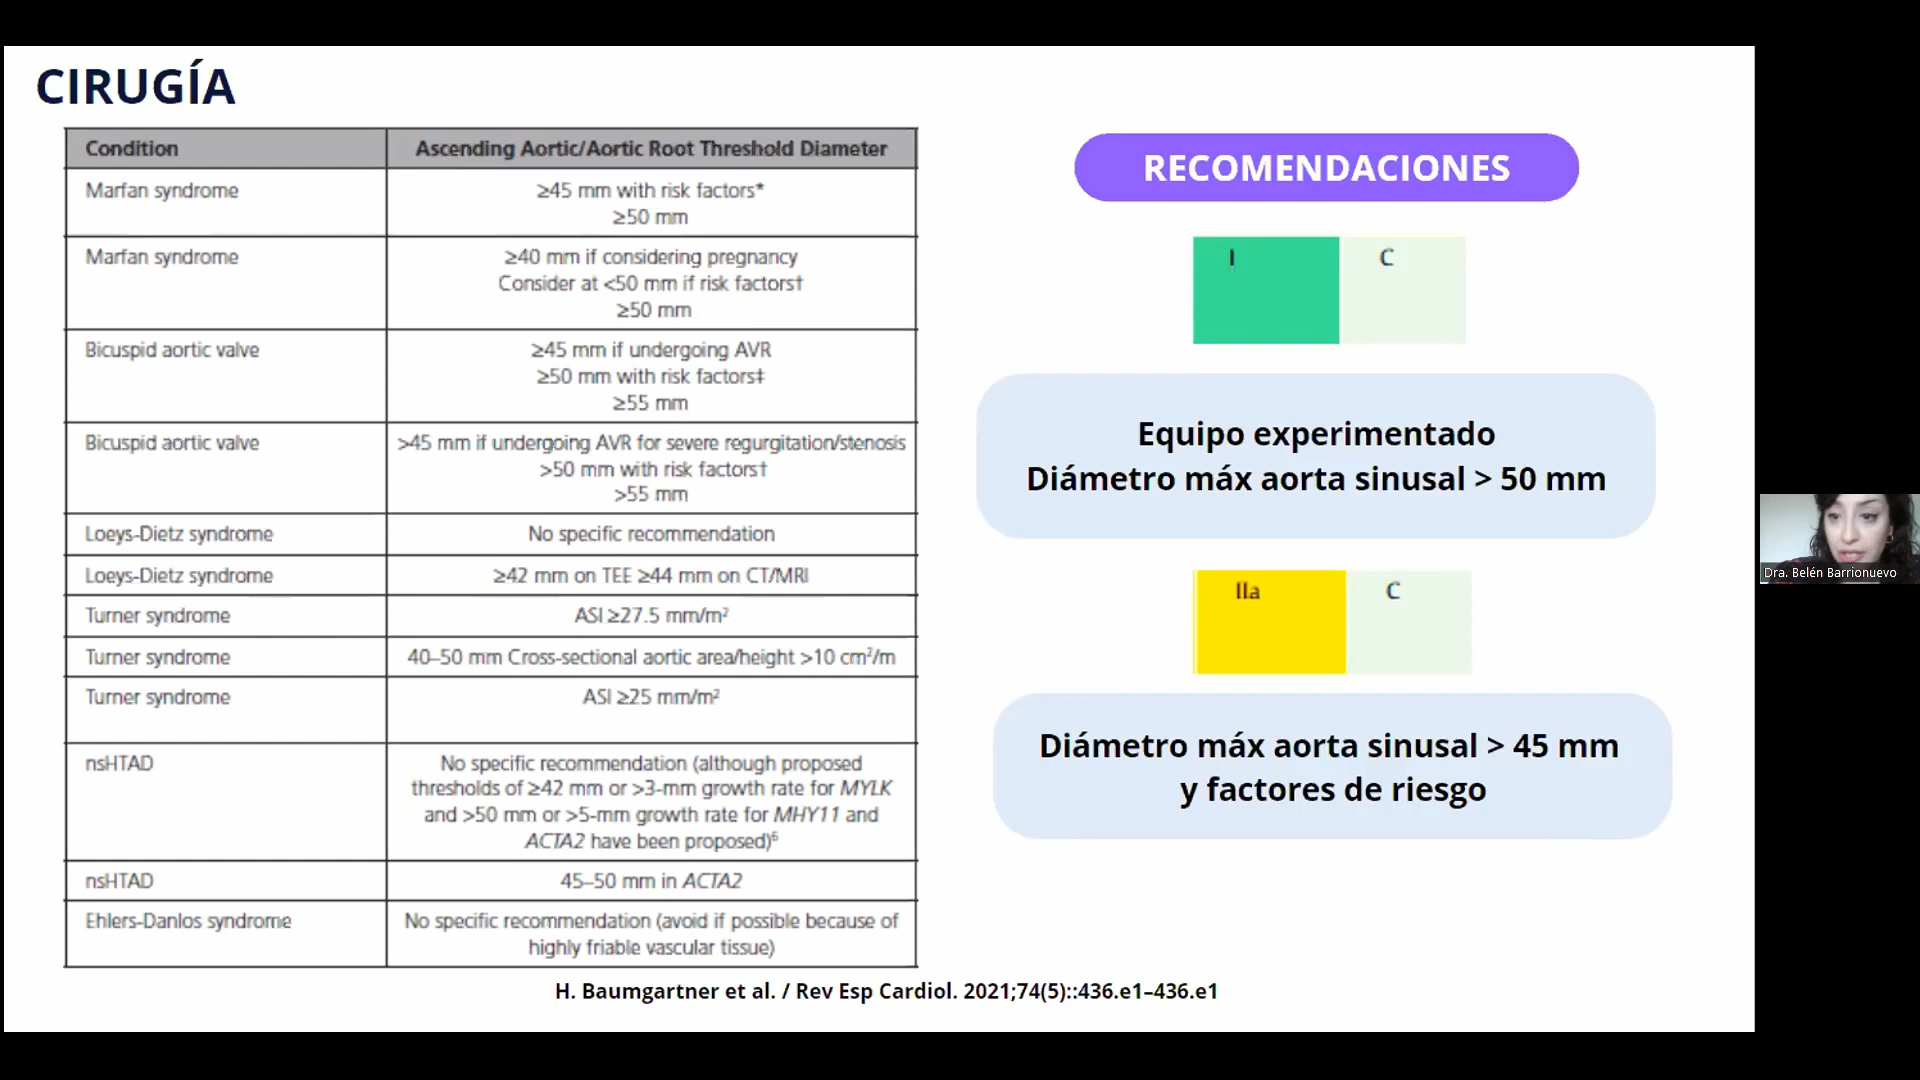 CIRUGÍA
Condition
Ascending Aortic/Aortic Root Threshold Diameter
Marfan syndrome
≥45 mm with risk factors*
≥50 mm
Marfan syndrome
≥40 mm if considering pregnancy
Consider at <50 mm if risk factors†
≥50 mm
Bicuspid aortic valve
≥45 mm if undergoing AVR
≥50 mm with risk factors‡
≥55 mm
Bicuspid aortic valve
>45 mm if undergoing AVR for severe regurgitation/stenosis
>50 mm with risk factors†
>55 mm
Loeys-Dietz syndrome
No specific recommendation
Loeys-Dietz syndrome
≥42 mm on TEE ≥44 mm on CT/MRI
Turner syndrome
ASI ≥27.5 mm/m²
Turner syndrome
40–50 mm Cross-sectional aortic area/height >10 cm²/m
Turner syndrome
ASI ≥25 mm/m²
nsHTAD
No specific recommendation (although proposed
thresholds of ≥42 mm or >3-mm growth rate for MYLK
and >50 mm or >5-mm growth rate for MHY11 and
ACTA2 have been proposed)⁶
nsHTAD
45–50 mm in ACTA2
Ehlers-Danlos syndrome
No specific recommendation (avoid if possible because of
highly friable vascular tissue)
RECOMENDACIONES
I
C
Equipo experimentado
Diámetro máx aorta sinusal > 50 mm
IIa
C
Diámetro máx aorta sinusal > 45 mm
y factores de riesgo
H. Baumgartner et al. / Rev Esp Cardiol. 2021;74(5)::436.e1–436.e1
Dra. Belén Barrionuevo